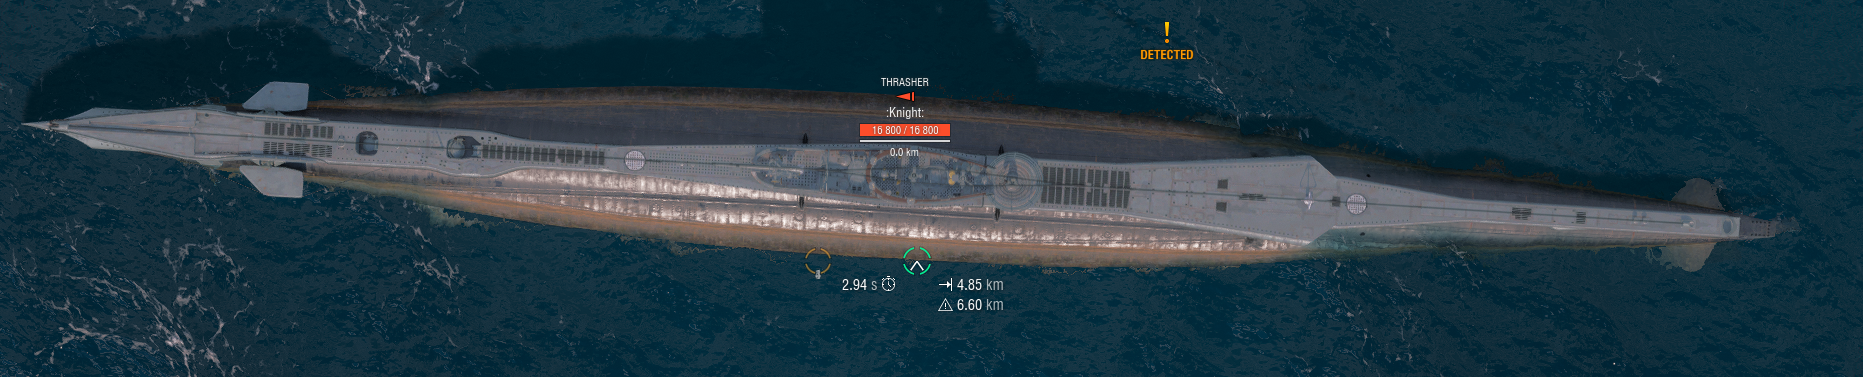 !
DETECTED
THRASHER
:Knight:
16 800 / 16 800
0.0 km
2.94 s
4.85 km
6.60 km